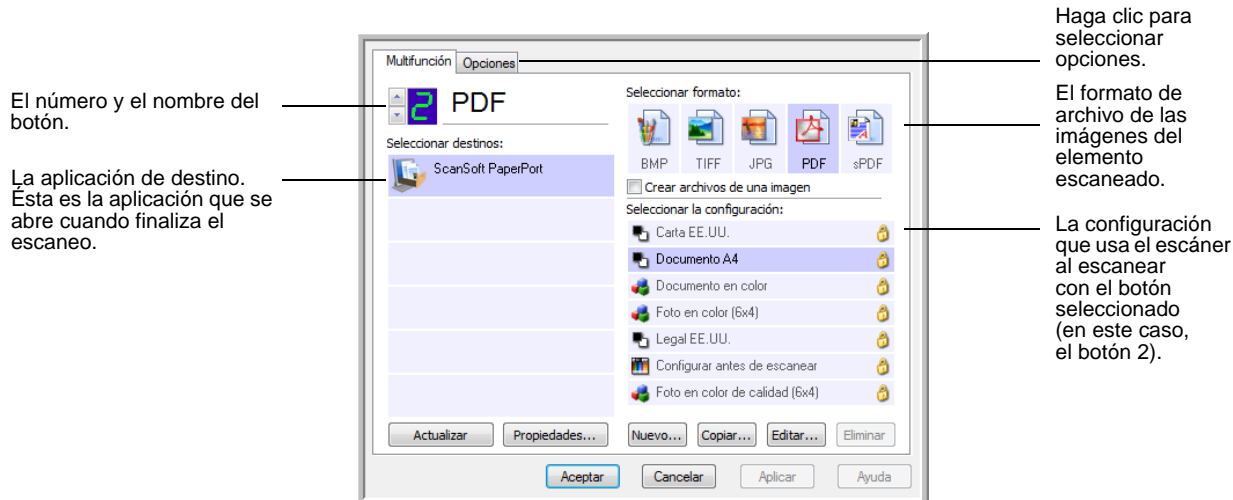 Haga clic para
seleccionar
opciones.
El número y el nombre del
botón.
El formato de
archivo de las
imágenes del
elemento
escaneado.
La aplicación de destino.
Ésta es la aplicación que se
abre cuando finaliza el
escaneo.
La configuración
que usa el escáner
al escanear
con el botón
seleccionado
(en este caso,
el botón 2).
Multifunción Opciones
2 PDF
Seleccionar destinos:
ScanSoft PaperPort
Actualizar Propiedades...
Seleccionar formato:
BMP TIFF JPG PDF sPDF
Crear archivos de una imagen
Seleccionar la configuración:
Carta EE.UU.
Documento A4
Documento en color
Foto en color (6x4)
Legal EE.UU.
Configurar antes de escanear
Foto en color de calidad (6x4)
Nuevo... Copiar... Editar... Eliminar
Aceptar Cancelar Aplicar Ayuda